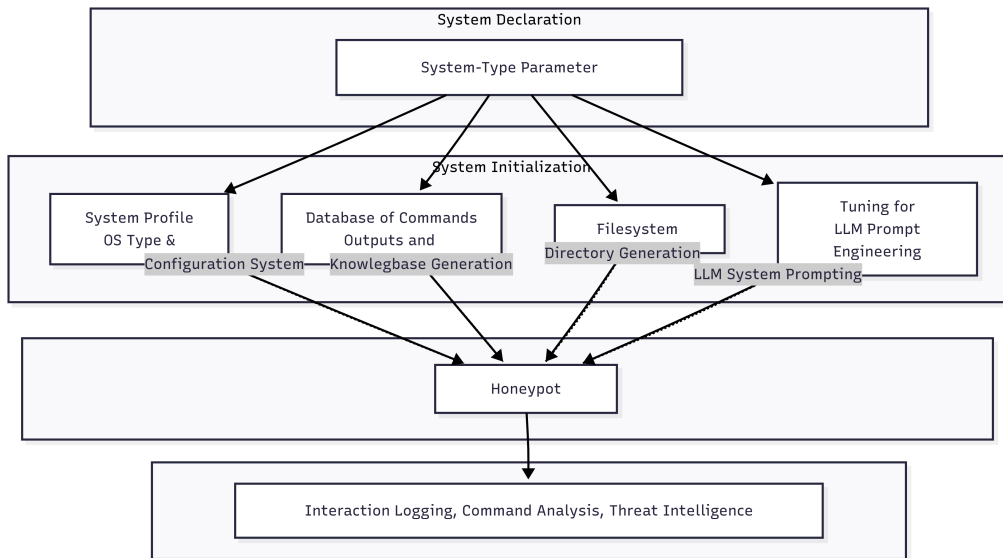 System Declaration
System-Type Parameter
System Initialization
System Profile
OS Type &
Database of Commands
Outputs and
Filesystem
Tuning for
LLM Prompt
Engineering
Configuration System
Knowlegbase Generation
Directory Generation
LLM System Prompting
Honeypot
Interaction Logging, Command Analysis, Threat Intelligence